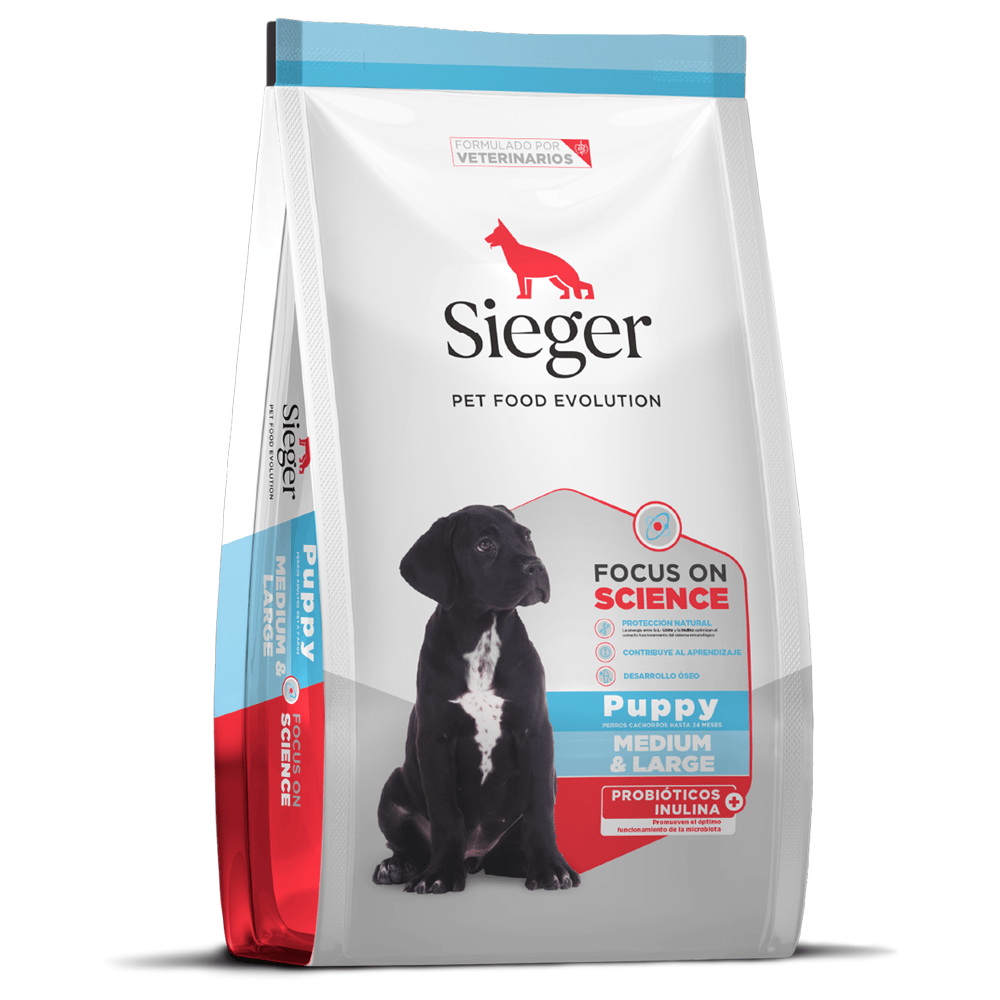 FORMULADO POR
VETERINARIOS
Sieger
PET FOOD EVOLUTION
FOCUS ON
SCIENCE
PROTECCIÓN NATURAL
CONTRIBUYE AL APRENDIZAJE
DESARROLLO ÓSEO
Puppy
PERROS CACHORROS HASTA 24 MESES
MEDIUM
& LARGE
PROBIÓTICOS
INULINA
Promueven el óptimo
funcionamiento de la microbiota
Sieger
PET FOOD EVOLUTION
Puppy
MEDIUM &
LARGE
FOCUS ON
SCIENCE